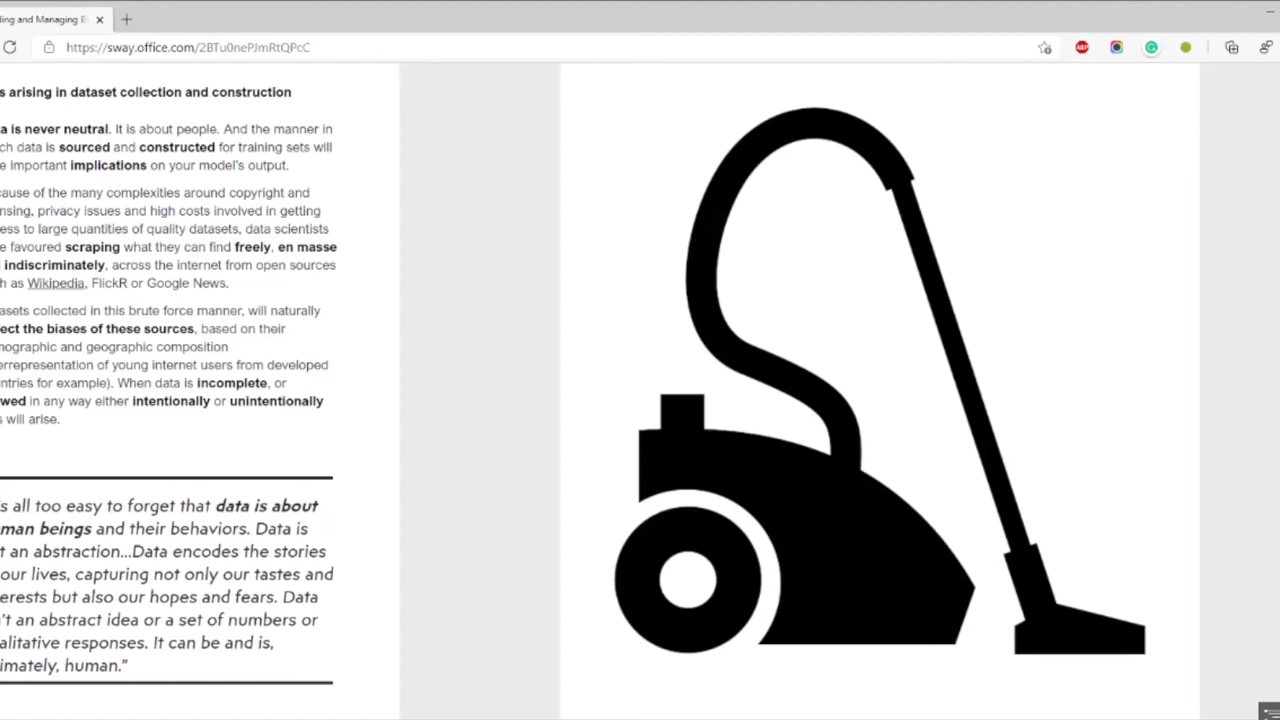 ling and Managing B
https://sway.office.com/2BTu0nePJmRtQPcC
ABP
s arising in dataset collection and construction
a is never neutral. It is about people. And the manner in
ch data is sourced and constructed for training sets will
e important implications on your model's output.
cause of the many complexities around copyright and
nsing, privacy issues and high costs involved in getting
ess to large quantities of quality datasets, data scientists
e favoured scraping what they can find freely, en masse
indiscriminately, across the internet from open sources
h as Wikipedia, FlickR or Google News.
asets collected in this brute force manner, will naturally
ect the biases of these sources, based on their
nographic and geographic composition
errepresentation of young internet users from developed
ntries for example). When data is incomplete, or
wed in any way either intentionally or unintentionally
s will arise.
's all too easy to forget that data is about
man beings and their behaviors. Data is
t an abstraction...Data encodes the stories
our lives, capturing not only our tastes and
erests but also our hopes and fears. Data
n't an abstract idea or a set of numbers or
alitative responses. It can be and is,
imately, human.”